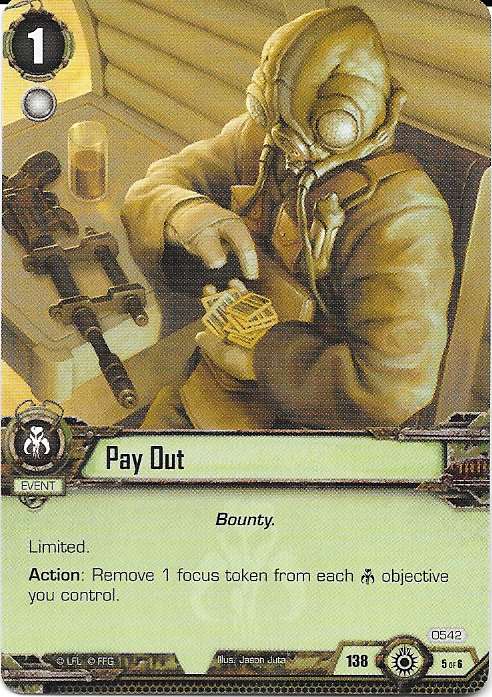 1
Pay Out
EVENT
Bounty.
Limited.
Action: Remove 1 focus token from each objective
you control.
0542
© LFL © FFG
Illus. Jason Juta
138
5 OF 6